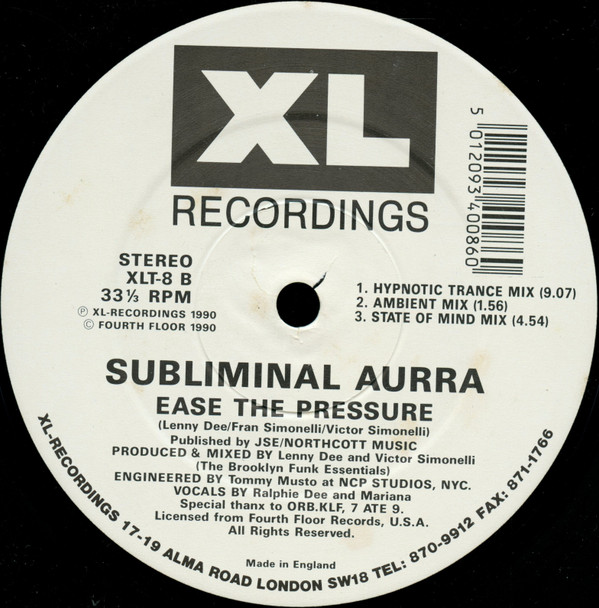 XL
RECORDINGS
5 012093 400860
STEREO
XLT-8 B
33 ⅓ RPM
℗ XL-RECORDINGS 1990
© FOURTH FLOOR 1990
1. HYPNOTIC TRANCE MIX (9.07)
2. AMBIENT MIX (1.56)
3. STATE OF MIND MIX (4.54)
SUBLIMINAL AURRA
EASE THE PRESSURE
(Lenny Dee/Fran Simonelli/Victor Simonelli)
Published by JSE/NORTHCOTT MUSIC
PRODUCED & MIXED BY Lenny Dee and Victor Simonelli
(The Brooklyn Funk Essentials)
ENGINEERED BY Tommy Musto at NCP STUDIOS, NYC.
VOCALS BY Ralphie Dee and Mariana
Special thanx to ORB.KLF, 7 ATE 9.
Licensed from Fourth Floor Records, U.S.A.
All Rights Reserved.
Made in England
XL-RECORDINGS 17-19 ALMA ROAD LONDON SW18 TEL: 870-9912 FAX: 871-1766